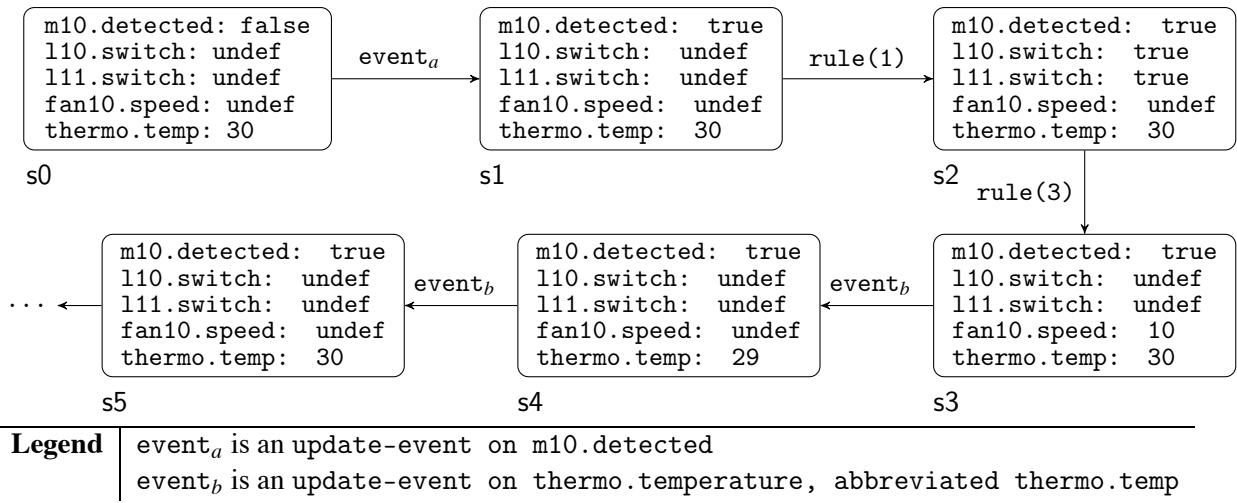 m10.detected: false
l10.switch: undef
l11.switch: undef
fan10.speed: undef
thermo.temp: 30
s0
event_a
m10.detected: true
l10.switch: undef
l11.switch: undef
fan10.speed: undef
thermo.temp: 30
s1
rule(1)
m10.detected: true
l10.switch: true
l11.switch: true
fan10.speed: undef
thermo.temp: 30
s2
rule(3)
m10.detected: true
l10.switch: undef
l11.switch: undef
fan10.speed: 10
thermo.temp: 30
s3
event_b
m10.detected: true
l10.switch: undef
l11.switch: undef
fan10.speed: undef
thermo.temp: 29
s4
event_b
m10.detected: true
l10.switch: undef
l11.switch: undef
fan10.speed: undef
thermo.temp: 30
s5
...
Legend
event_a is an update-event on m10.detected
event_b is an update-event on thermo.temperature, abbreviated thermo.temp